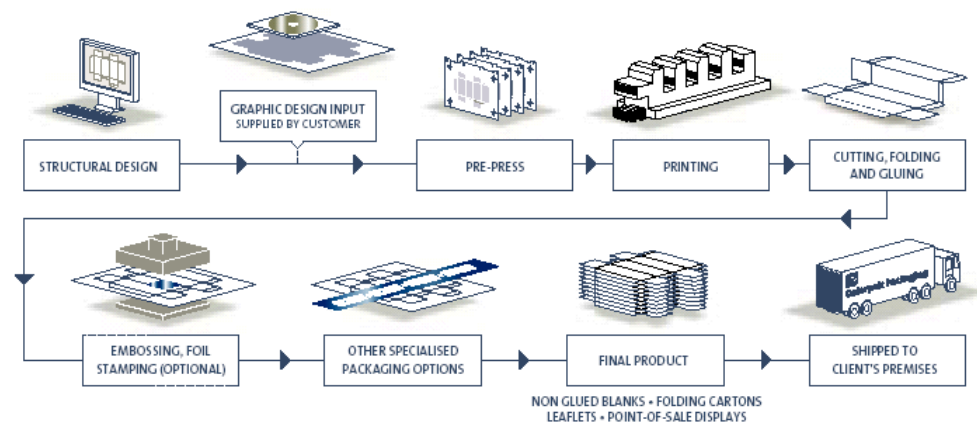 GRAPHIC DESIGN INPUT
SUPPLIED BY CUSTOMER
STRUCTURAL DESIGN
PRE-PRESS
PRINTING
CUTTING, FOLDING
AND GLUING
EMBOSSING, FOIL
STAMPING (OPTIONAL)
OTHER SPECIALISED
PACKAGING OPTIONS
FINAL PRODUCT
SHIPPED TO
CLIENT'S PREMISES
NON GLUED BLANKS • FOLDING CARTONS
LEAFLETS • POINT-OF-SALE DISPLAYS